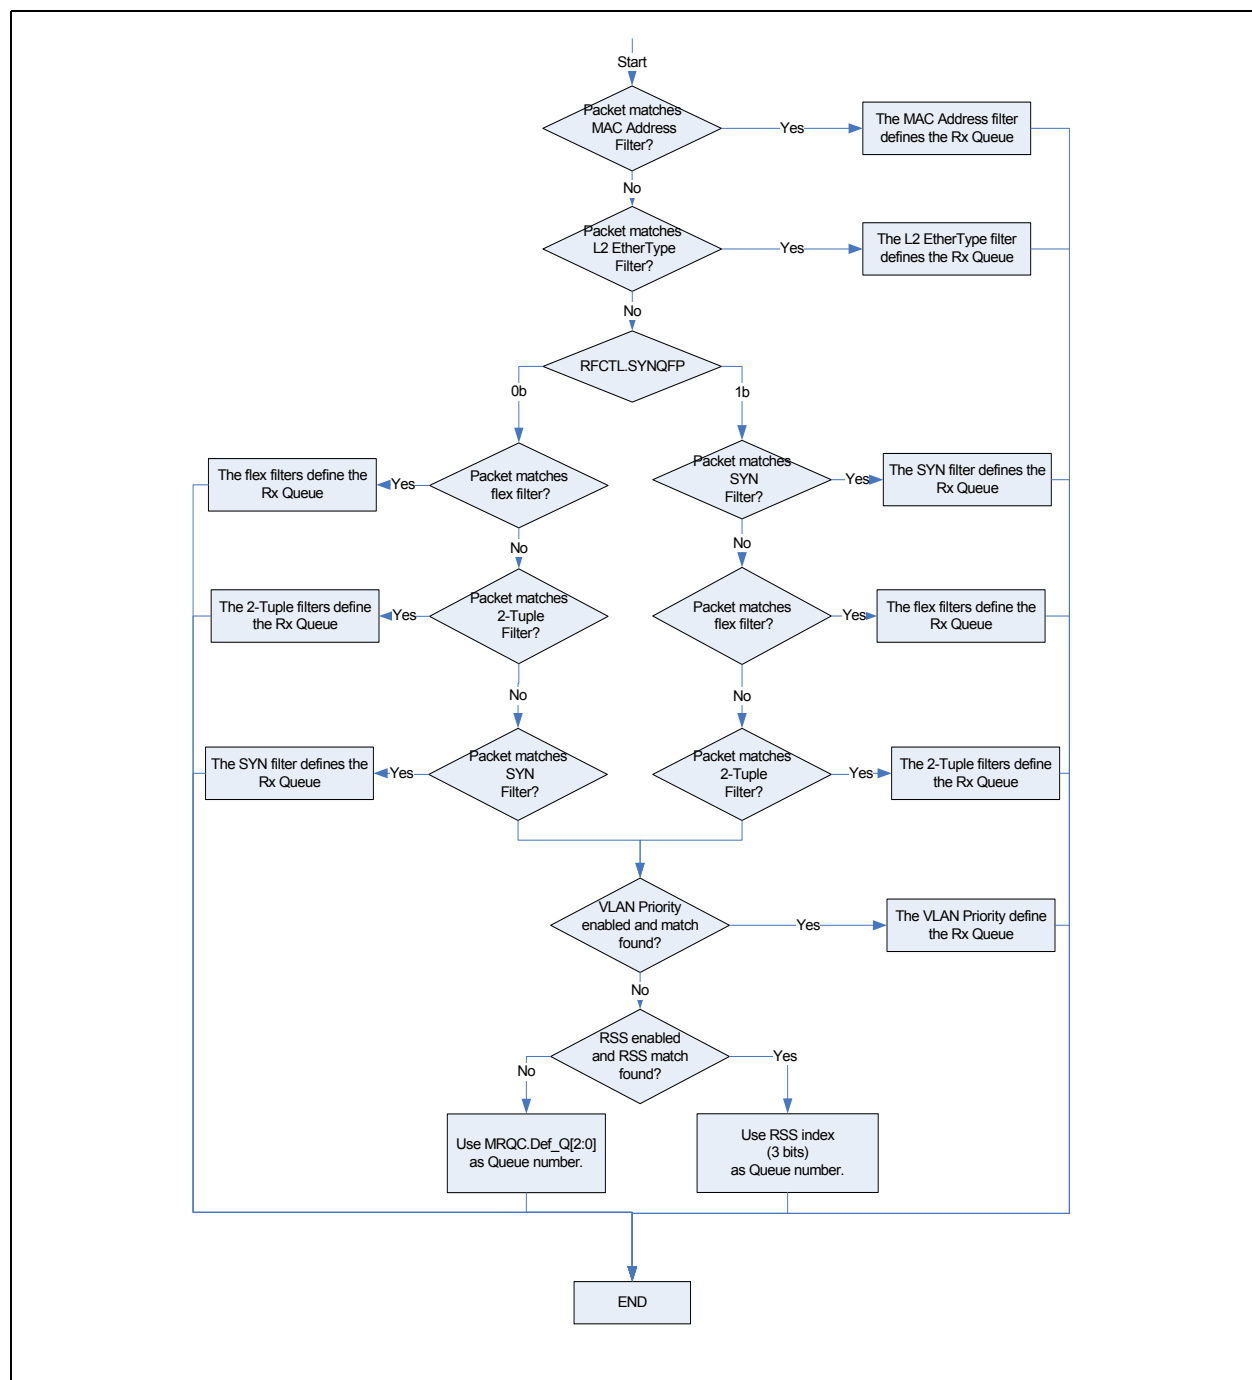 Start
Packet matches
MAC Address
Filter?
Yes
The MAC Address filter
defines the Rx Queue
No
Packet matches
L2 EtherType
Filter?
Yes
The L2 EtherType filter
defines the Rx Queue
No
RFCTL.SYNQFP
0b
1b
The flex filters define the
Rx Queue
Yes
Packet matches
flex filter?
Packet matches
SYN
Filter?
Yes
The SYN filter defines the
Rx Queue
No
No
The 2-Tuple filters define
the Rx Queue
Yes
Packet matches
2-Tuple
Filter?
Packet matches
flex filter?
Yes
The flex filters define the
Rx Queue
No
No
The SYN filter defines the
Rx Queue
Yes
Packet matches
SYN
Filter?
Packet matches
2-Tuple
Filter?
Yes
The 2-Tuple filters define
the Rx Queue
VLAN Priority
enabled and match
found?
Yes
The VLAN Priority define
the Rx Queue
No
RSS enabled
and RSS match
found?
No
Yes
Use MRQC.Def_Q[2:0]
as Queue number.
Use RSS index
(3 bits)
as Queue number.
END